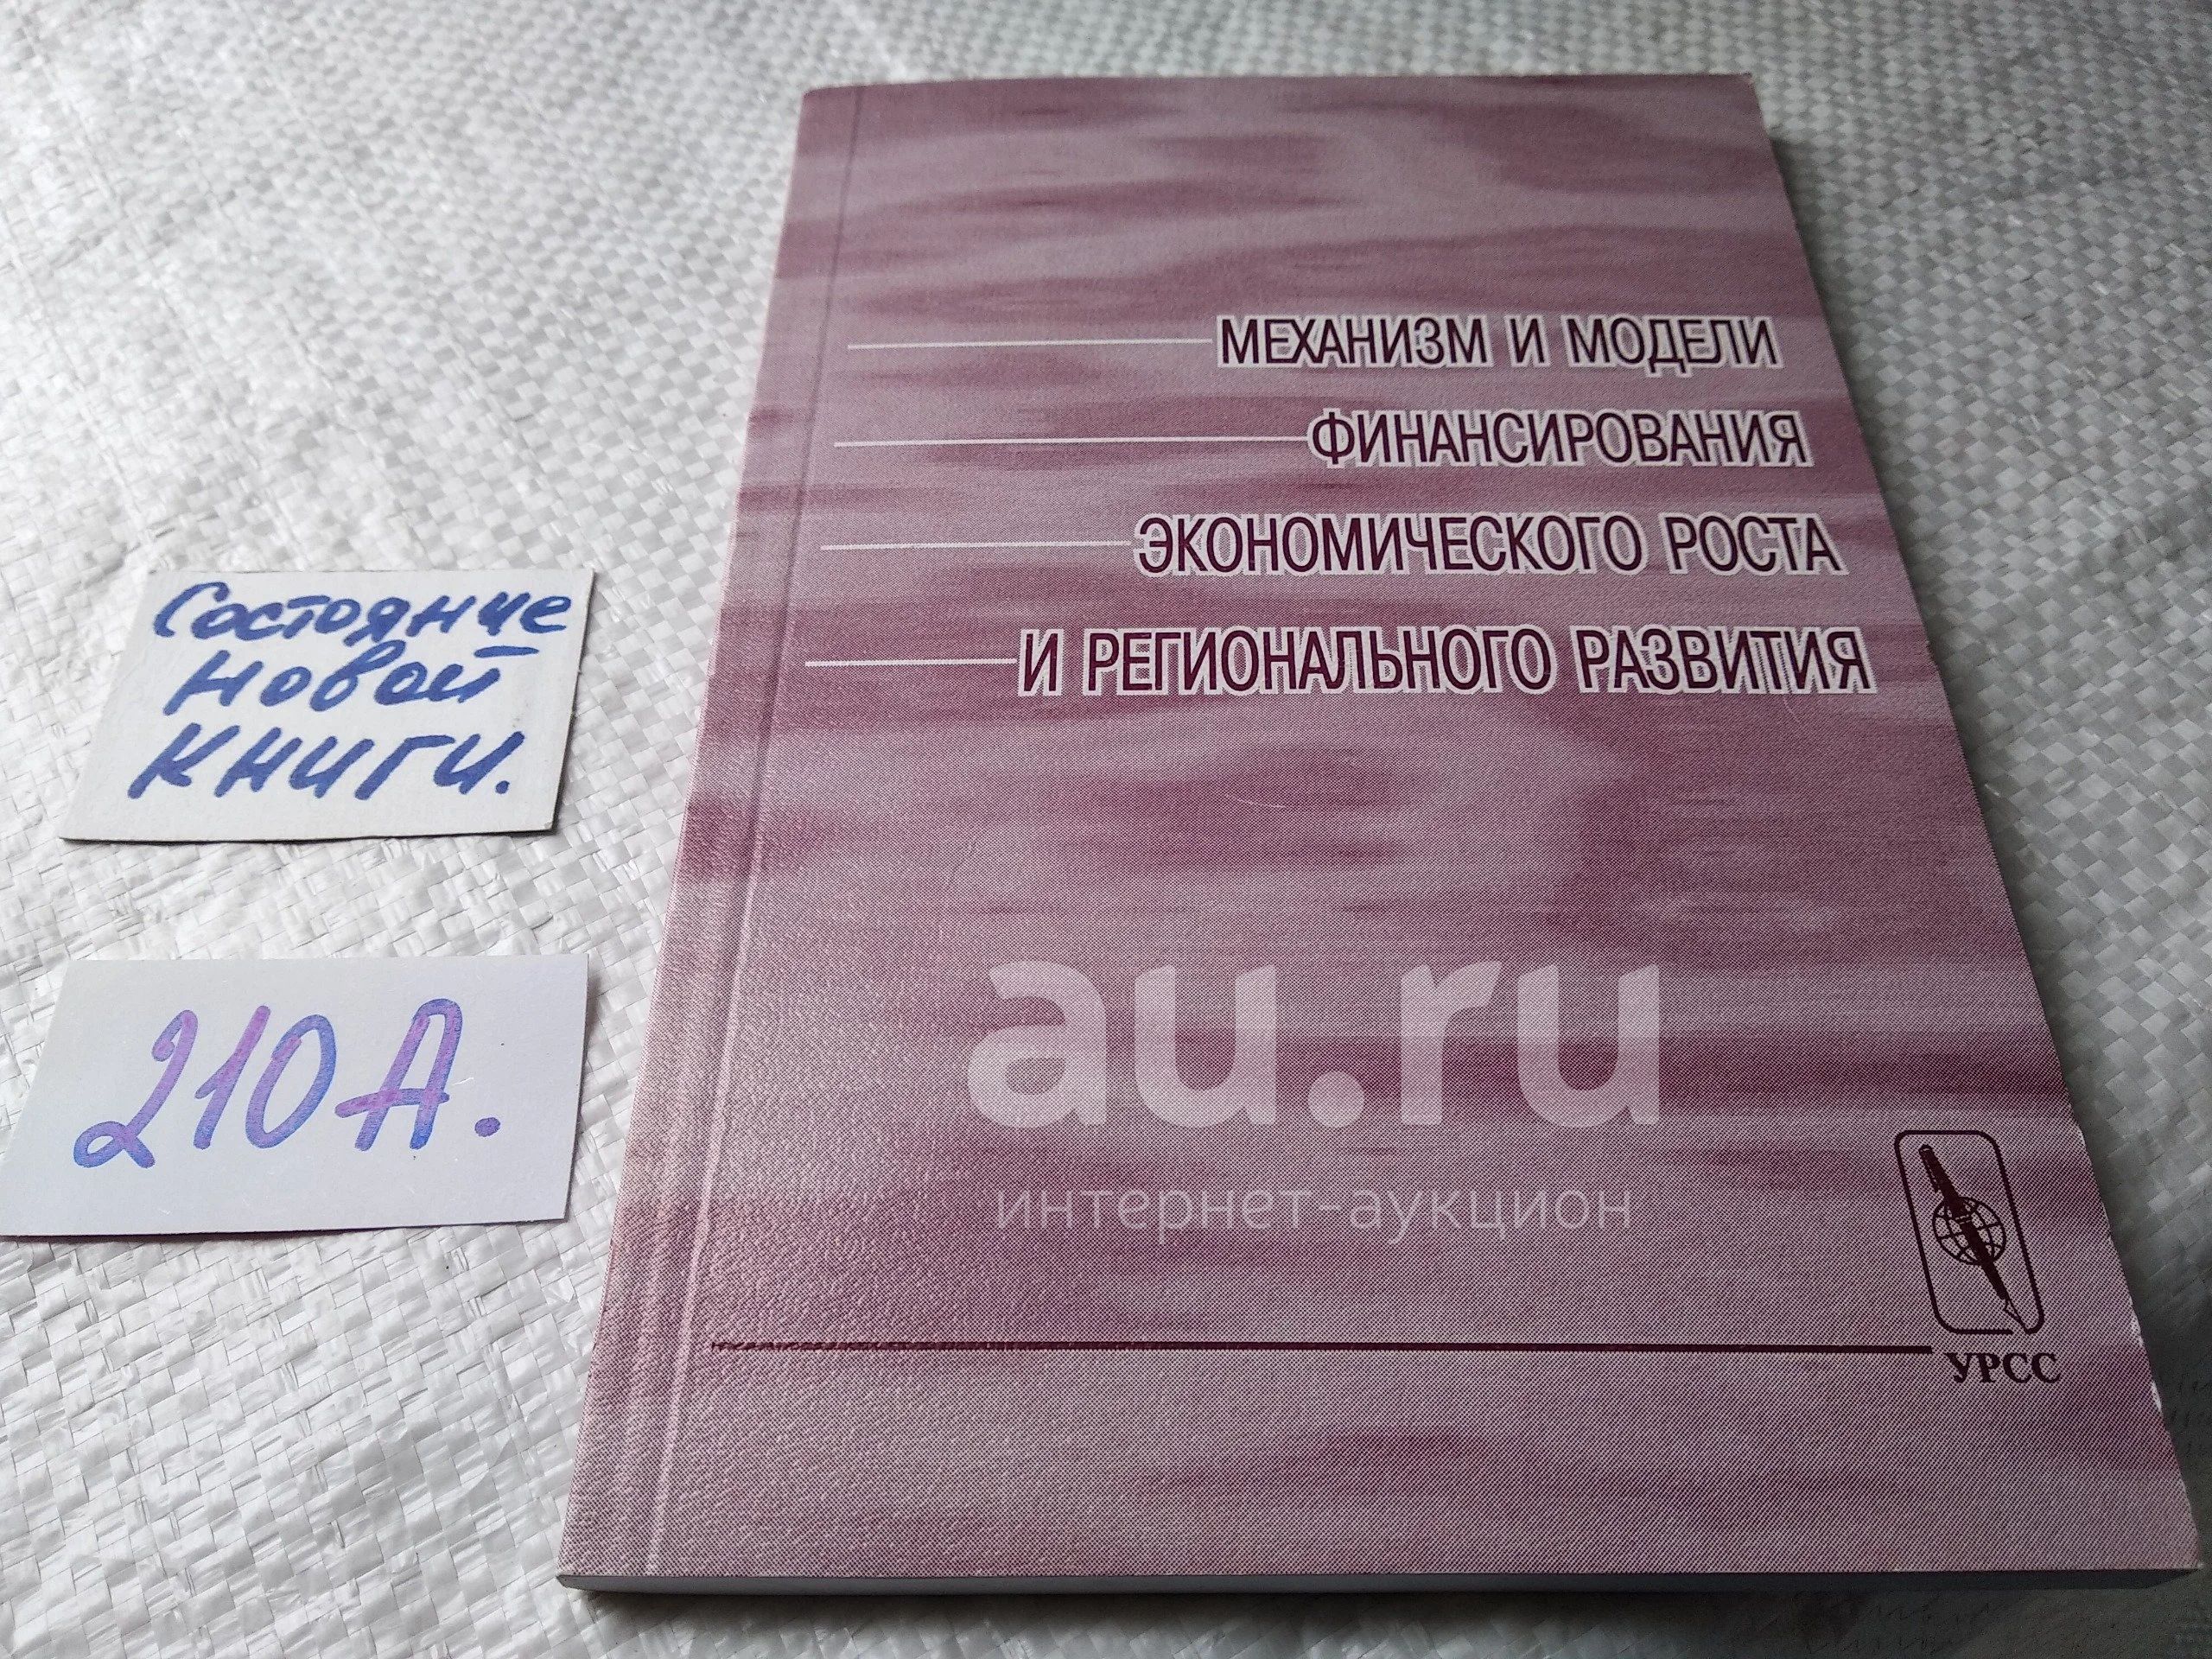 МЕХАНИЗМ И МОДЕЛИ
ФИНАНСИРОВАНИЯ
ЭКОНОМИЧЕСКОГО РОСТА
И РЕГИОНАЛЬНОГО РАЗВИТИЯ
Состояние
новой
книги.
210А.
au.ru
интернет-аукцион
УРСС